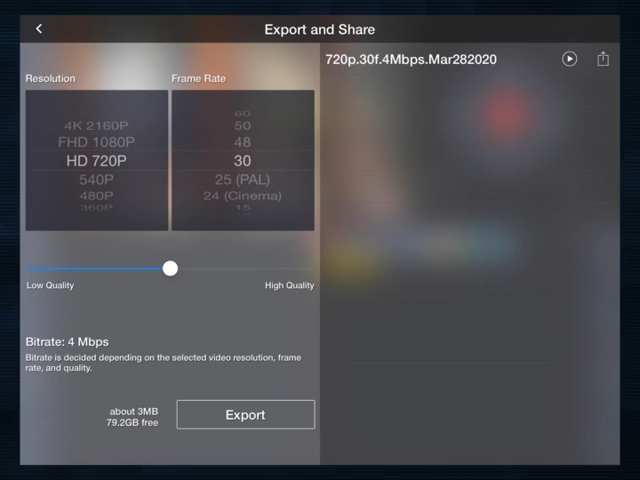 Export and Share
720p.30f.4Mbps.Mar282020
Resolution
Frame Rate
4K 2160P
FHD 1080P
HD 720P
540P
480P
360P
60
50
48
30
25 (PAL)
24 (Cinema)
15
Low Quality
High Quality
Bitrate: 4 Mbps
Bitrate is decided depending on the selected video resolution, frame
rate, and quality.
about 3MB
79.2GB free
Export